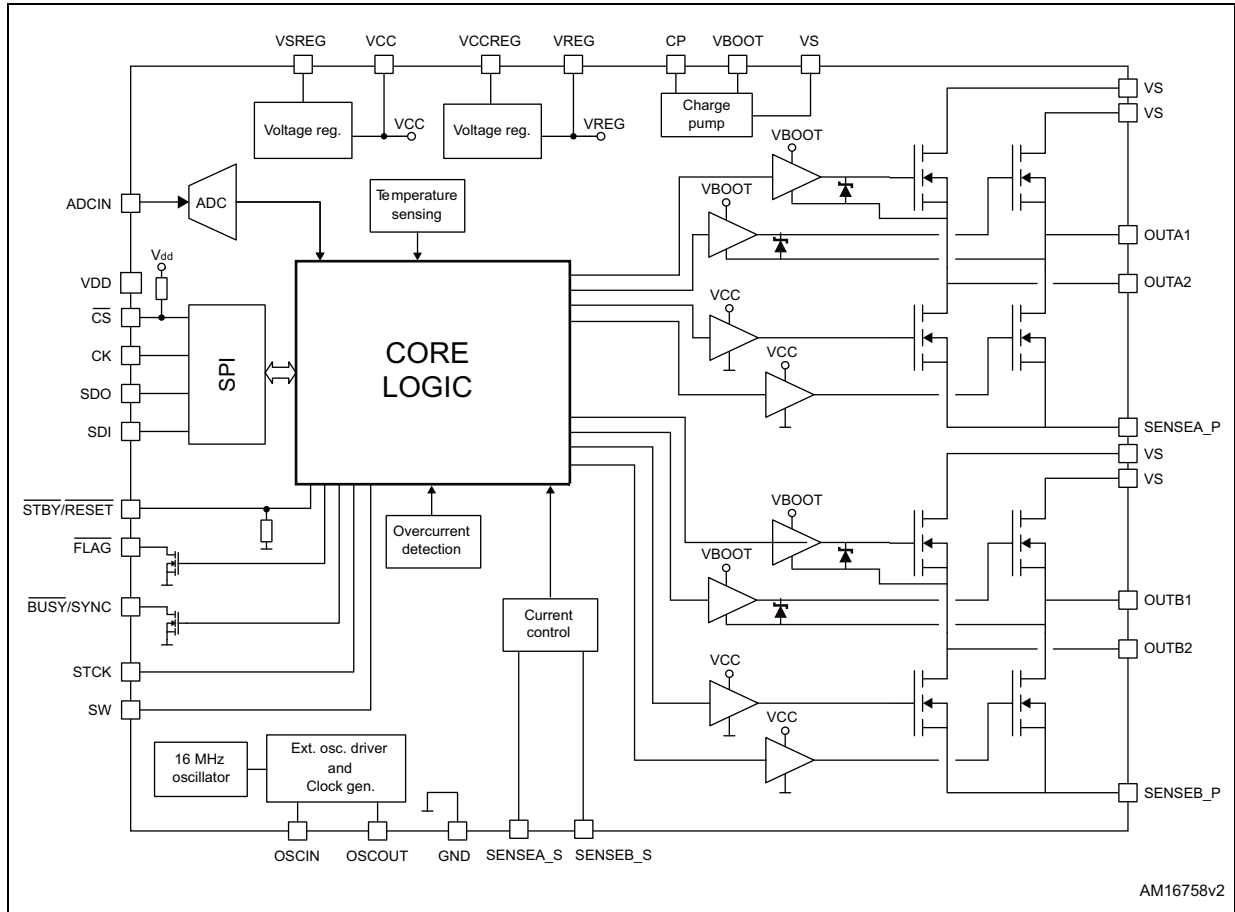 VSREG VCC VCCREG VREG CP VBOOT VS
VS
VS
Voltage reg.
VCC
Voltage reg.
VREG
Charge
pump
VBOOT
VBOOT
VCC
VCC
ADCIN
ADC
Temperature
sensing
Vdd
VDD
CS
CK
SDO
SDI
SPI
CORE
LOGIC
OUTA1
OUTA2
SENSEA_P
VS
VS
STBY/RESET
FLAG
BUSY/SYNC
STCK
SW
Overcurrent
detection
Current
control
VBOOT
VBOOT
VCC
VCC
OUTB1
OUTB2
SENSEB_P
16 MHz
oscillator
Ext. osc. driver
and
Clock gen.
OSCIN OSCOUT GND SENSEA_S SENSEB_S
AM16758v2